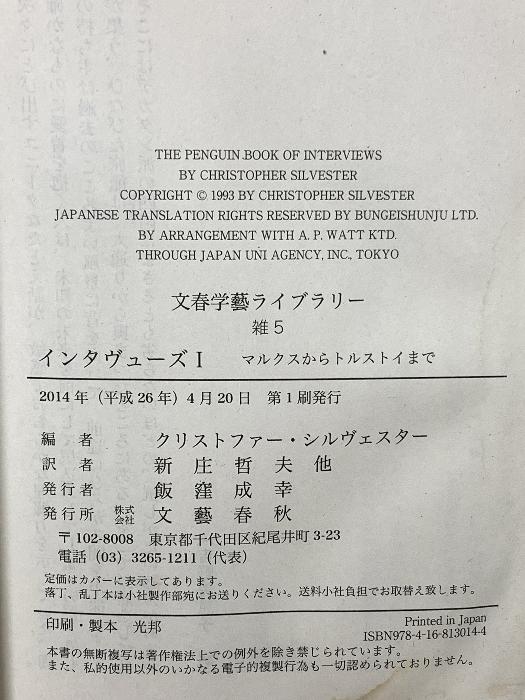 THE PENGUIN BOOK OF INTERVIEWS
BY CHRISTOPHER SILVESTER
COPYRIGHT © 1993 BY CHRISTOPHER SILVESTER
JAPANESE TRANSLATION RIGHTS RESERVED BY BUNGEISHUNJU LTD.
BY ARRANGEMENT WITH A. P. WATT KTD.
THROUGH JAPAN UNI AGENCY, INC., TOKYO
文春学藝ライブラリー
雑 5
インタヴューズ I マルクスからトルストイまで
2014年(平成26年)4月20日 第1刷発行
編者 クリストファー・シルヴェスター
訳者 新庄哲夫他
発行者 飯窪成幸
発行所 株式会社 文藝春秋
〒102-8008 東京都千代田区紀尾井町3-23
電話(03)3265-1211(代表)
定価はカバーに表示してあります。
落丁、乱丁本は小社製作部宛にお送りください。送料小社負担でお取替え致します。
印刷・製本 光邦
Printed in Japan
ISBN978-4-16-813014-4
本書の無断複写は著作権法上での例外を除き禁じられています。
また、私的使用以外のいかなる電子的複製行為も一切認められておりません。